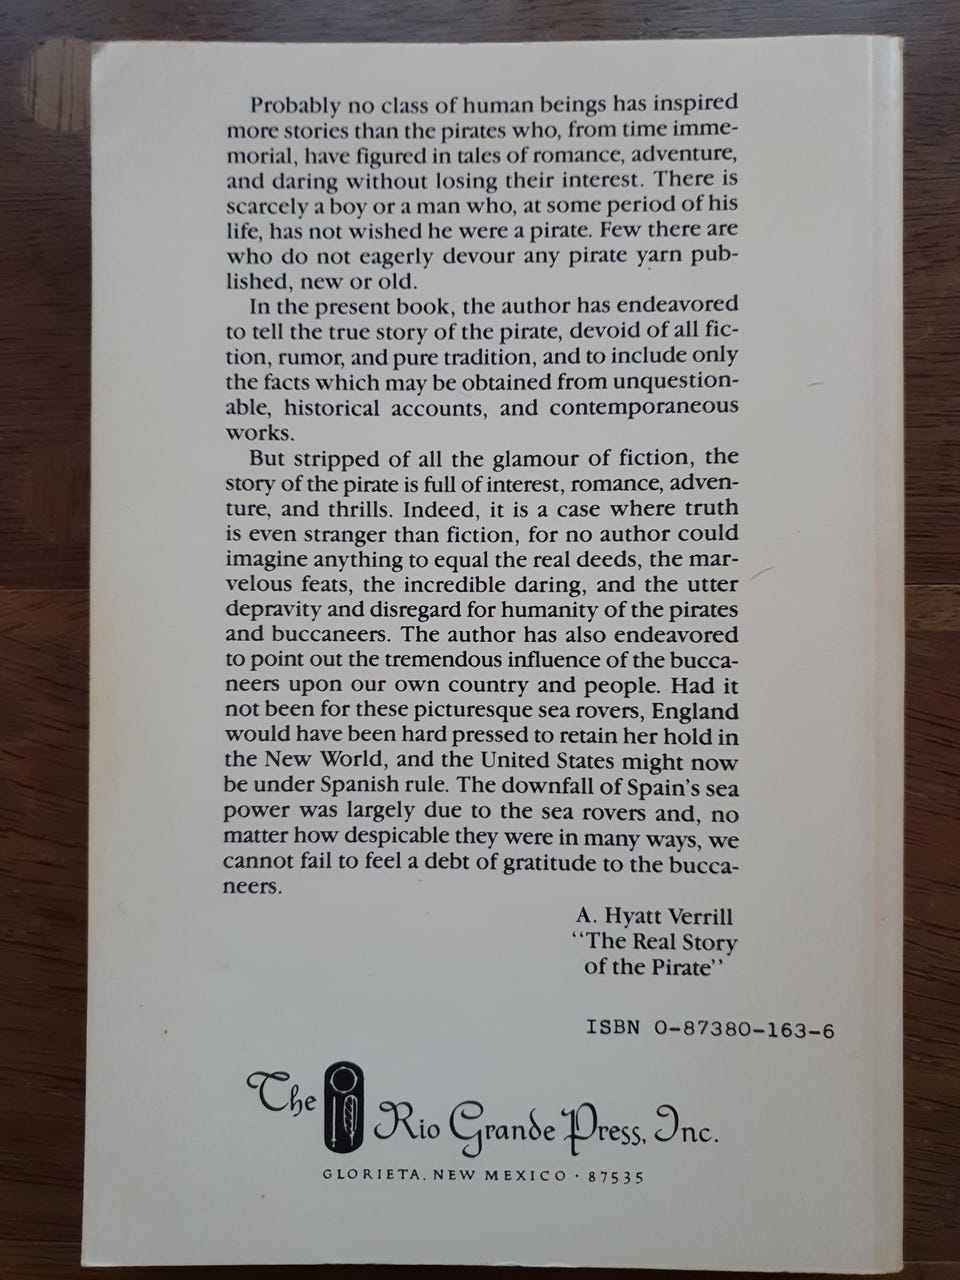 Probably no class of human beings has inspired
more stories than the pirates who, from time imme-
morial, have figured in tales of romance, adventure,
and daring without losing their interest. There is
scarcely a boy or a man who, at some period of his
life, has not wished he were a pirate. Few there are
who do not eagerly devour any pirate yarn pub-
lished, new or old.
In the present book, the author has endeavored
to tell the true story of the pirate, devoid of all fic-
tion, rumor, and pure tradition, and to include only
the facts which may be obtained from unquestion-
able, historical accounts, and contemporaneous
works.
But stripped of all the glamour of fiction, the
story of the pirate is full of interest, romance, adven-
ture, and thrills. Indeed, it is a case where truth
is even stranger than fiction, for no author could
imagine anything to equal the real deeds, the mar-
velous feats, the incredible daring, and the utter
depravity and disregard for humanity of the pirates
and buccaneers. The author has also endeavored
to point out the tremendous influence of the bucca-
neers upon our own country and people. Had it
not been for these picturesque sea rovers, England
would have been hard pressed to retain her hold in
the New World, and the United States might now
be under Spanish rule. The downfall of Spain's sea
power was largely due to the sea rovers and, no
matter how despicable they were in many ways, we
cannot fail to feel a debt of gratitude to the bucca-
neers.
A. Hyatt Verrill
‘‘The Real Story
of the Pirate’’
ISBN 0-87380-163-6
The Rio Grande Press, Inc.
GLORIETA, NEW MEXICO · 87535